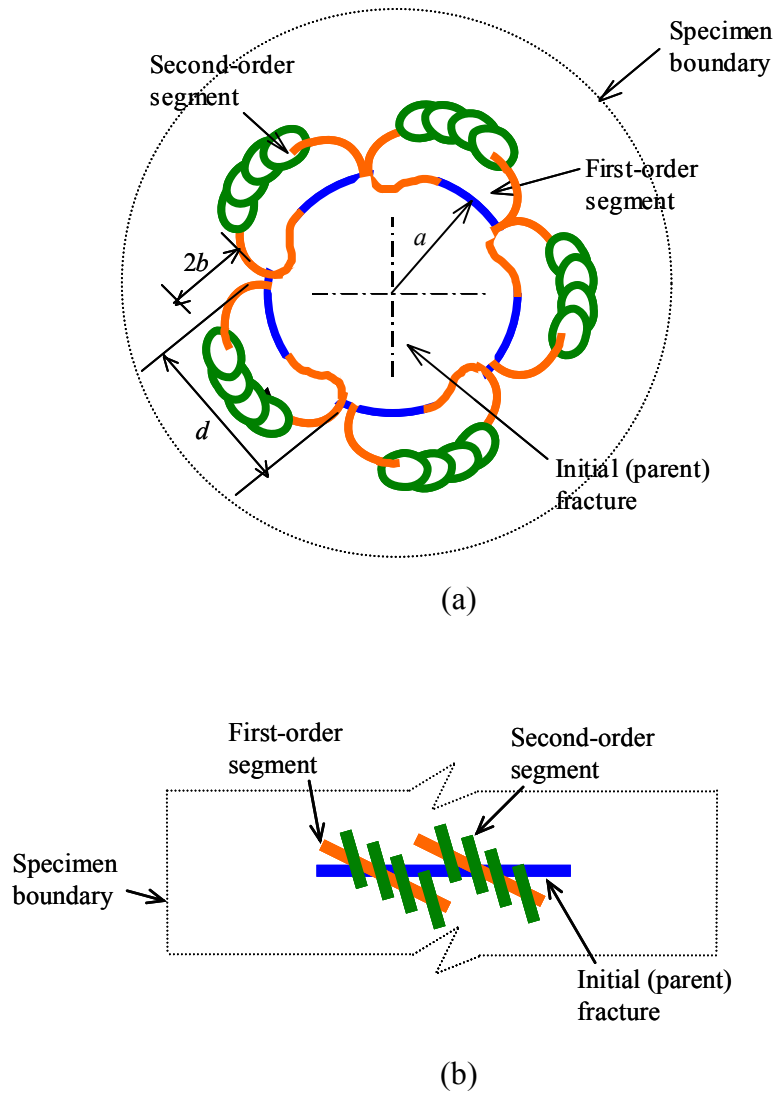 Specimen
boundary
Second-order
segment
First-order
segment
a
2b
d
Initial (parent)
fracture
(a)
First-order
segment
Second-order
segment
Specimen
boundary
Initial (parent)
fracture
(b)